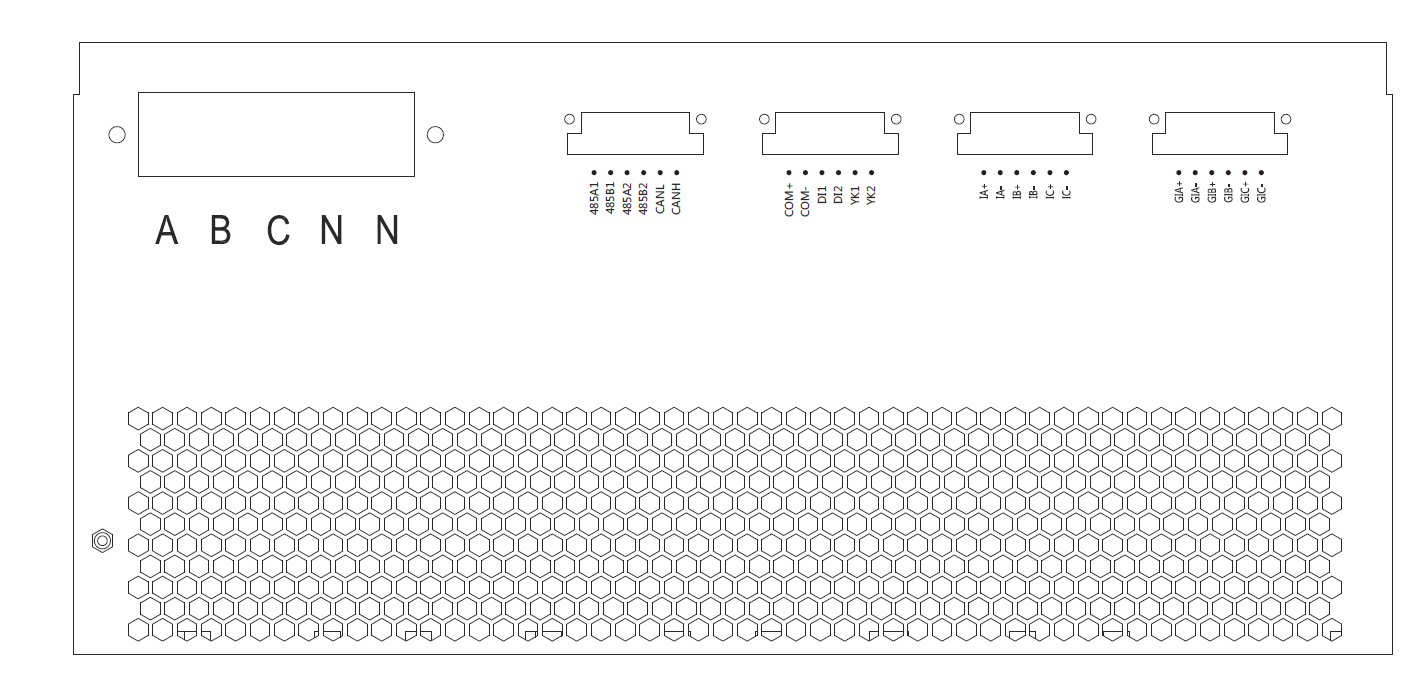 A B C N N
485A1 485B1 485A2 485B2 CANL CANH
COM+ COM- DI1 DI2 YK1 YK2
IA+ IA- IB+ IB- IC+ IC-
GIA+ GIA- GIB+ GIB- GIC+ GIC-